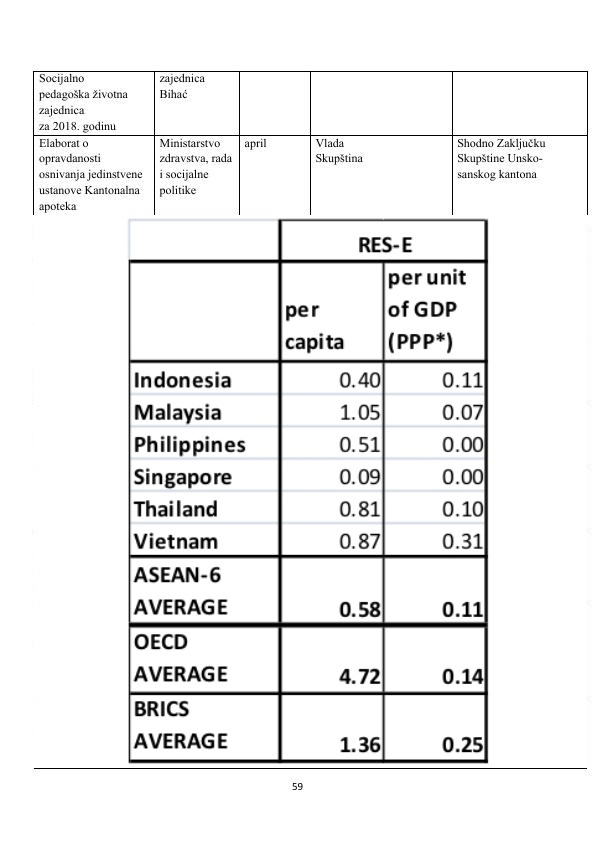 Socijalno
pedagoška životna
zajednica
za 2018. godinu
zajednica
Bihać
Elaborat o
opravdanosti
osnivanja jedinstvene
ustanove Kantonalna
apoteka
Ministarstvo
zdravstva, rada
i socijalne
politike
april
Vlada
Skupština
Shodno Zaključku
Skupštine Unsko-
sanskog kantona
RES-E
per
capita
per unit
of GDP
(PPP*)
Indonesia 0.40 0.11
Malaysia 1.05 0.07
Philippines 0.51 0.00
Singapore 0.09 0.00
Thailand 0.81 0.10
Vietnam 0.87 0.31
ASEAN-6
AVERAGE 0.58 0.11
OECD
AVERAGE 4.72 0.14
BRICS
AVERAGE 1.36 0.25
59